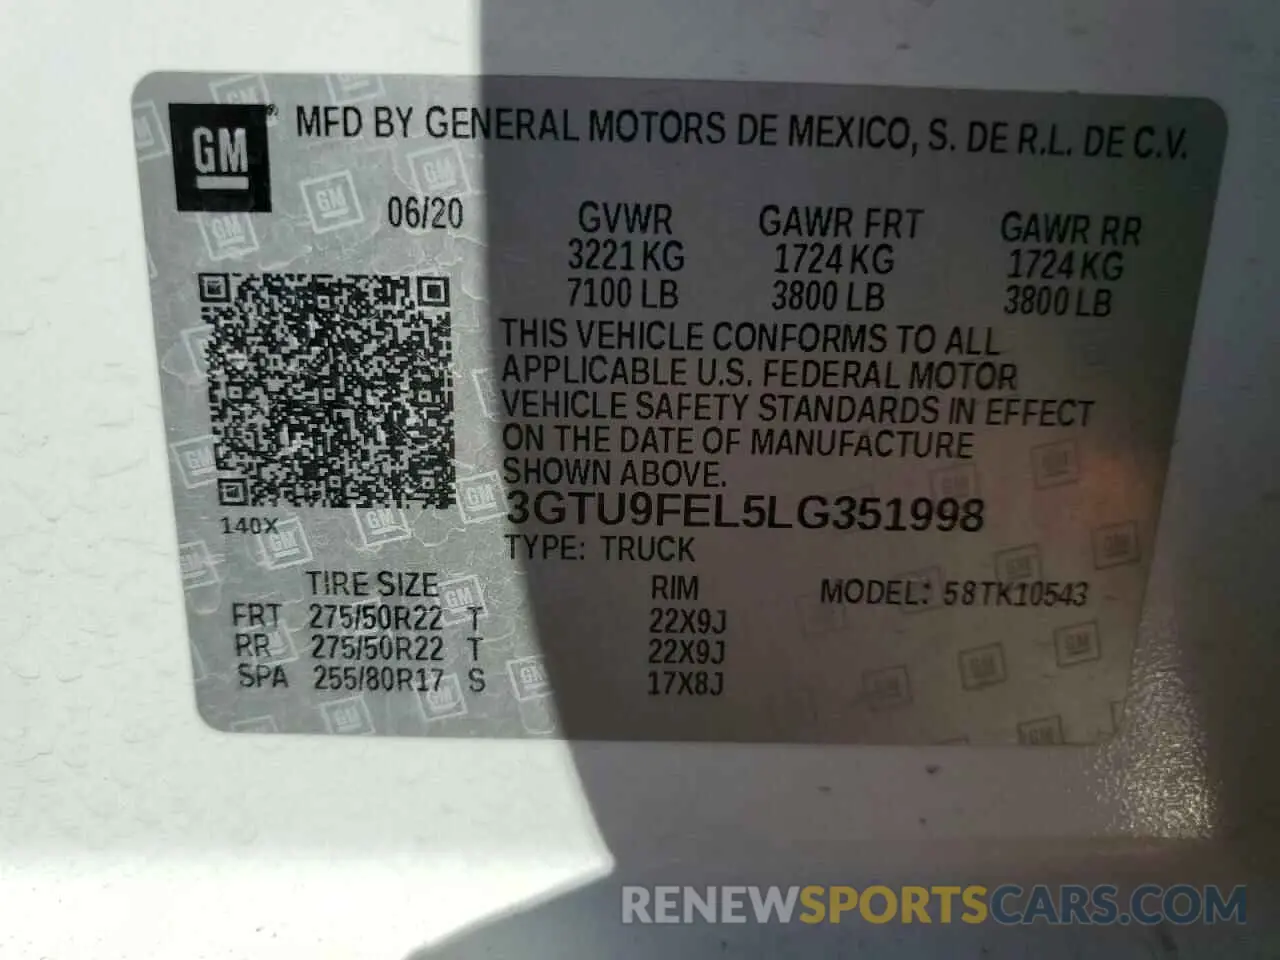 GM® MFD BY GENERAL MOTORS DE MEXICO, S. DE R.L. DE C.V.
06/20 GVWR GAWR FRT GAWR RR
3221 KG 1724 KG 1724 KG
7100 LB 3800 LB 3800 LB
THIS VEHICLE CONFORMS TO ALL
APPLICABLE U.S. FEDERAL MOTOR
VEHICLE SAFETY STANDARDS IN EFFECT
ON THE DATE OF MANUFACTURE
SHOWN ABOVE.
3GTU9FEL5LG351998
140X
TYPE: TRUCK
TIRE SIZE RIM MODEL: 58TK10543
FRT 275/50R22 T 22X9J
RR 275/50R22 T 22X9J
SPA 255/80R17 S 17X8J
RENEWSPORTSCARS.COM